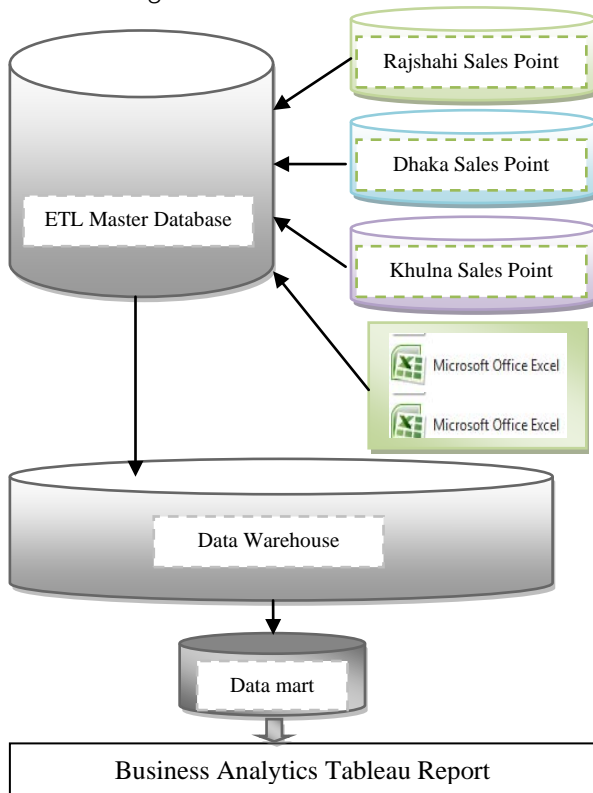 Rajshahi Sales Point
Dhaka Sales Point
ETL Master Database
Khulna Sales Point
Microsoft Office Excel
Microsoft Office Excel
Data Warehouse
Data mart
Business Analytics Tableau Report